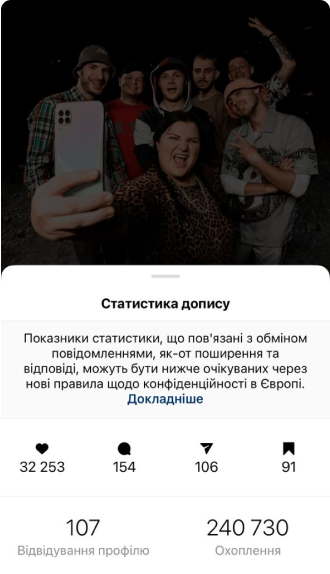 Статистика допису
Показники статистики, що пов'язані з обміном
повідомленнями, як-от поширення та
відповіді, можуть бути нижче очікуваних через
нові правила щодо конфіденційності в Європі.
Докладніше
32 253 154 106 91
107 240 730
Відвідування профілю Охоплення